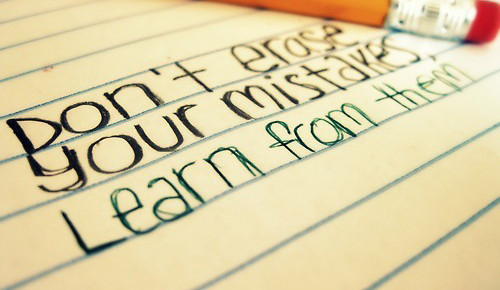 Don't erase
your mistakes,
Learn from them